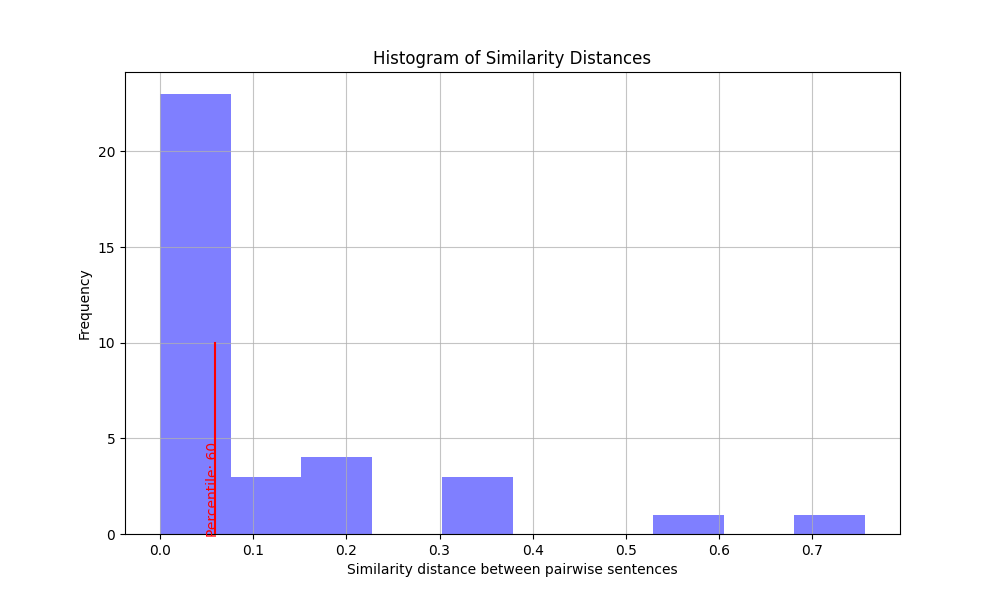 Histogram of Similarity Distances
Frequency
20
15
10
5
0
Percentile: 60
0.0 0.1 0.2 0.3 0.4 0.5 0.6 0.7
Similarity distance between pairwise sentences